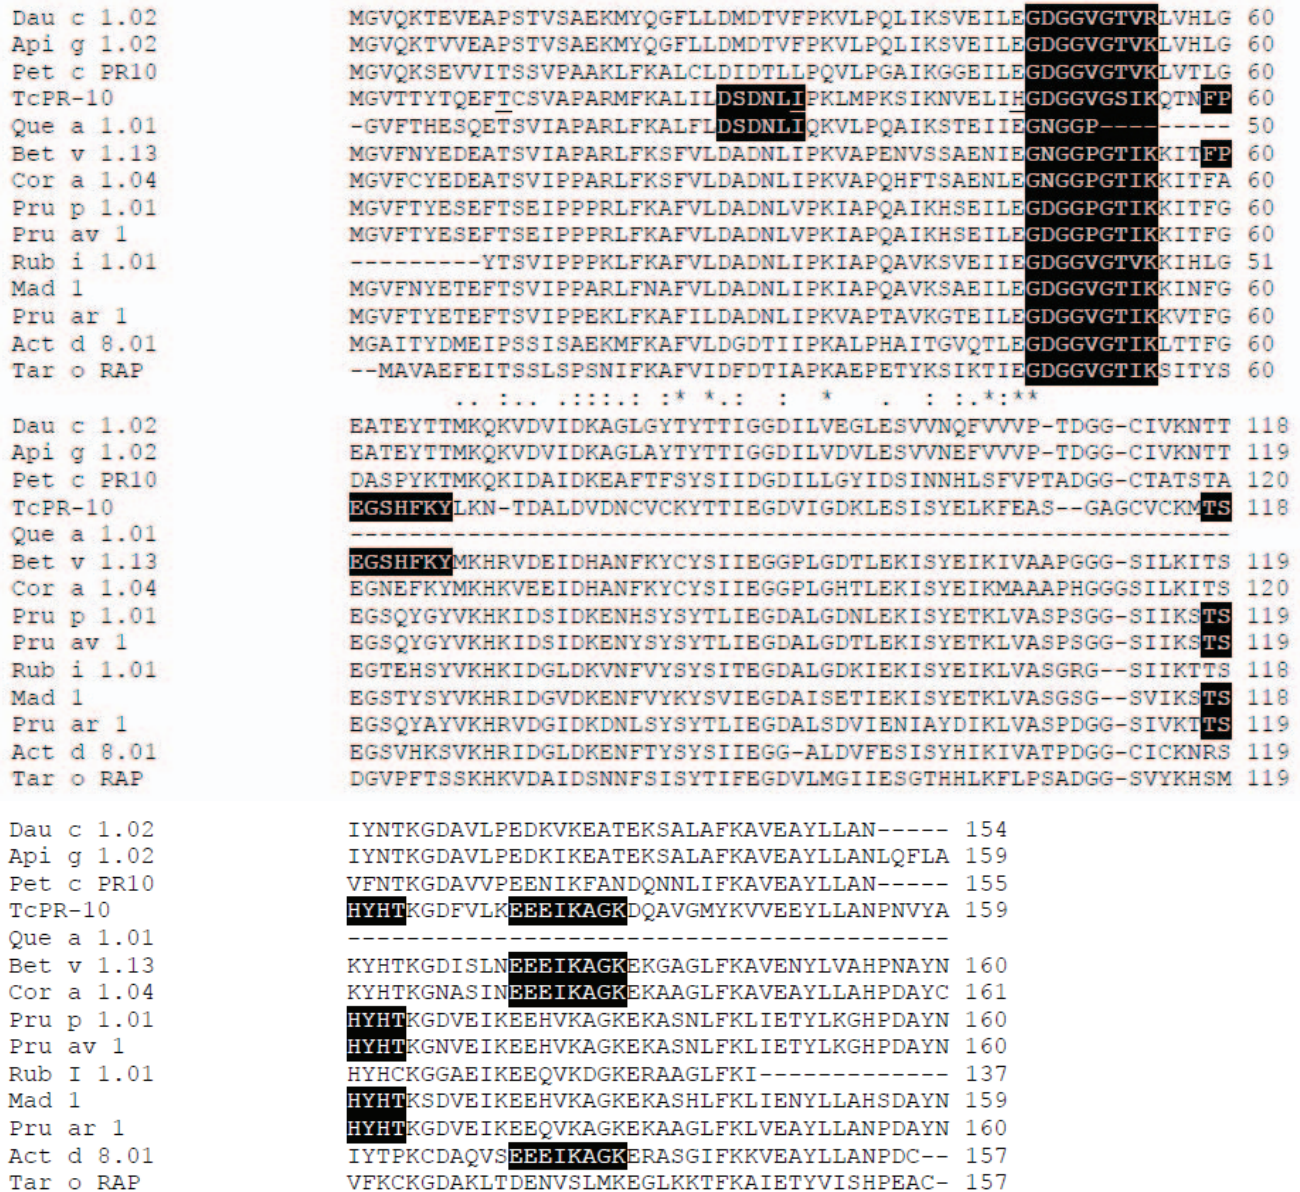 Dau c 1.02 MGVQKTEVEAPSTVSAEKMYQGFLLDMDTVFPKVLPQLIKSVEILEGDGGVGTVRLVHLG 60
Api g 1.02 MGVQKTVVEAPSTVSAEKMYQGFLLDMDTVFPKVLPQLIKSVEILEGDGGVGTVKLVHLG 60
Pet c PR10 MGVQKSEVVITSSVPAAKLFKALCLDIDTLLPQVLPGAIKGGEILEGDGGVGTVKLVTLG 60
TcPR-10 MGVTTYTQEFTCSVAPARMFKALILDSDNLIPKLMPKSIKNVELIHGDGGVGSIKQTNFP 60
Que a 1.01 -GVFTHESQETSVIAPARLFKALFLDSDNLIQKVLPQAIKSTEIIEGNGGP--------- 50
Bet v 1.13 MGVFNYEDEATSVIAPARLFKSFVLDADNLIPKVAPENVSSAENIEGNGGPGTIKKITFP 60
Cor a 1.04 MGVFCYEDEATSVIPPARLFKSFVLDADNLIPKVAPQHFTSAENLEGNGGPGTIKKITFA 60
Pru p 1.01 MGVFTYESEFTSEIPPPRLFKAFVLDADNLVPKIAPQAIKHSEILEGDGGPGTIKKITFG 60
Pru av 1 MGVFTYESEFTSEIPPPRLFKAFVLDADNLVPKIAPQAIKHSEILEGDGGPGTIKKITFG 60
Rub i 1.01 ---------YTSVIPPPKLFKAFVLDADNLIPKIAPQAVKSVEIIEGDGGVGTVKKIHLG 51
Mad 1 MGVFNYETEFTSVIPPARLFNAFVLDADNLIPKIAPQAVKSAEILEGDGGVGTIKKINFG 60
Pru ar 1 MGVFTYETEFTSVIPPEKLFKAFILDADNLIPKVAPTAVKGTEILEGDGGVGTIKKVTFG 60
Act d 8.01 MGAITYDMEIPSSISAEKMFKAFVLDGDTIIPKALPHAITGVQTLEGDGGVGTIKLTTFG 60
Tar o RAP --MAVAEFEITSSLSPSNIFKAFVIDFDTIAPKAEPETYKSIKTIEGDGGVGTIKSITYS 60
.. :.. .:::.: :* *.: : * . : :.*:**
Dau c 1.02 EATEYTTMKQKVDVIDKAGLGYTYTTIGGDILVEGLESVVNQFVVVP-TDGG-CIVKNTT 118
Api g 1.02 EATEYTTMKQKVDVIDKAGLAYTYTTIGGDILVDVLESVVNEFVVVP-TDGG-CIVKNTT 119
Pet c PR10 DASPYKTMKQKIDAIDKEAFTFSYSIIDGDILLGYIDSINNHLSFVPTADGG-CTATSTA 120
TcPR-10 EGSHFKYLKN-TDALDVDNCVCKYTTIEGDVIGDKLESISYELKFEAS--GAGCVCKMTS 118
Que a 1.01 ------------------------------------------------------------
Bet v 1.13 EGSHFKYMKHRVDEIDHANFKYCYSIIEGGPLGDTLEKISYEIKIVAAPGGG-SILKITS 119
Cor a 1.04 EGNEFKYMKHKVEEIDHANFKYCYSIIEGGPLGHTLEKISYEIKMAAAPHGGGSILKITS 120
Pru p 1.01 EGSQYGYVKHKIDSIDKENHSYSYTLIEGDALGDNLEKISYETKLVASPSGG-SIIKSTS 119
Pru av 1 EGSQYGYVKHKIDSIDKENYSYSYTLIEGDALGDTLEKISYETKLVASPSGG-SIIKSTS 119
Rub i 1.01 EGTEHSYVKHKIDGLDKVNFVYSYSITEGDALGDKIEKISYEIKLVASGRG--SIIKTTS 118
Mad 1 EGSTYSYVKHRIDGVDKENFVYKYSVIEGDAISETIEKISYETKLVASGSG--SVIKSTS 118
Pru ar 1 EGSQYAYVKHRVDGIDKDNLSYSYTLIEGDALSDVIENIAYDIKLVASPDGG-SIVKTTS 119
Act d 8.01 EGSVHKSVKHRIDGLDKENFTYSYSIIEGG-ALDVFESISYHIKIVATPDGG-CICKNRS 119
Tar o RAP DGVPFTSSKHKVDAIDSNNFSISYTIFEGDVLMGIIESGTHHLKFLPSADGG-SVYKHSM 119
Dau c 1.02 IYNTKGDAVLPEDKVKEATEKSALAFKAVEAYLLAN----- 154
Api g 1.02 IYNTKGDAVLPEDKIKEATEKSALAFKAVEAYLLANLQFLA 159
Pet c PR10 VFNTKGDAVVPEENIKFANDQNNLIFKAVEAYLLAN----- 155
TcPR-10 HYHTKGDFVLKEEEIKAGKDQAVGMYKVVEEYLLANPNVYA 159
Que a 1.01 -----------------------------------------
Bet v 1.13 KYHTKGDISLNEEEIKAGKEKGAGLFKAVENYLVAHPNAYN 160
Cor a 1.04 KYHTKGNASINEEEIKAGKEKAAGLFKAVEAYLLAHPDAYC 161
Pru p 1.01 HYHTKGDVEIKEEHVKAGKEKASNLFKLIETYLKGHPDAYN 160
Pru av 1 HYHTKGNVEIKEEHVKAGKEKASNLFKLIETYLKGHPDAYN 160
Rub I 1.01 HYHCKGGAEIKEEQVKDGKERAAGLFKI------------- 137
Mad 1 HYHTKSDVEIKEEHVKAGKEKASHLFKLIENYLLAHSDAYN 159
Pru ar 1 HYHTKGDVEIKEEQVKAGKEKAAGLFKLVEAYLLANPDAYN 160
Act d 8.01 IYTPKCDAQVSEEEIKAGKERASGIFKKVEAYLLANPDC-- 157
Tar o RAP VFKCKGDAKLTDENVSLMKEGLKKTFKAIETYVISHPEAC- 157